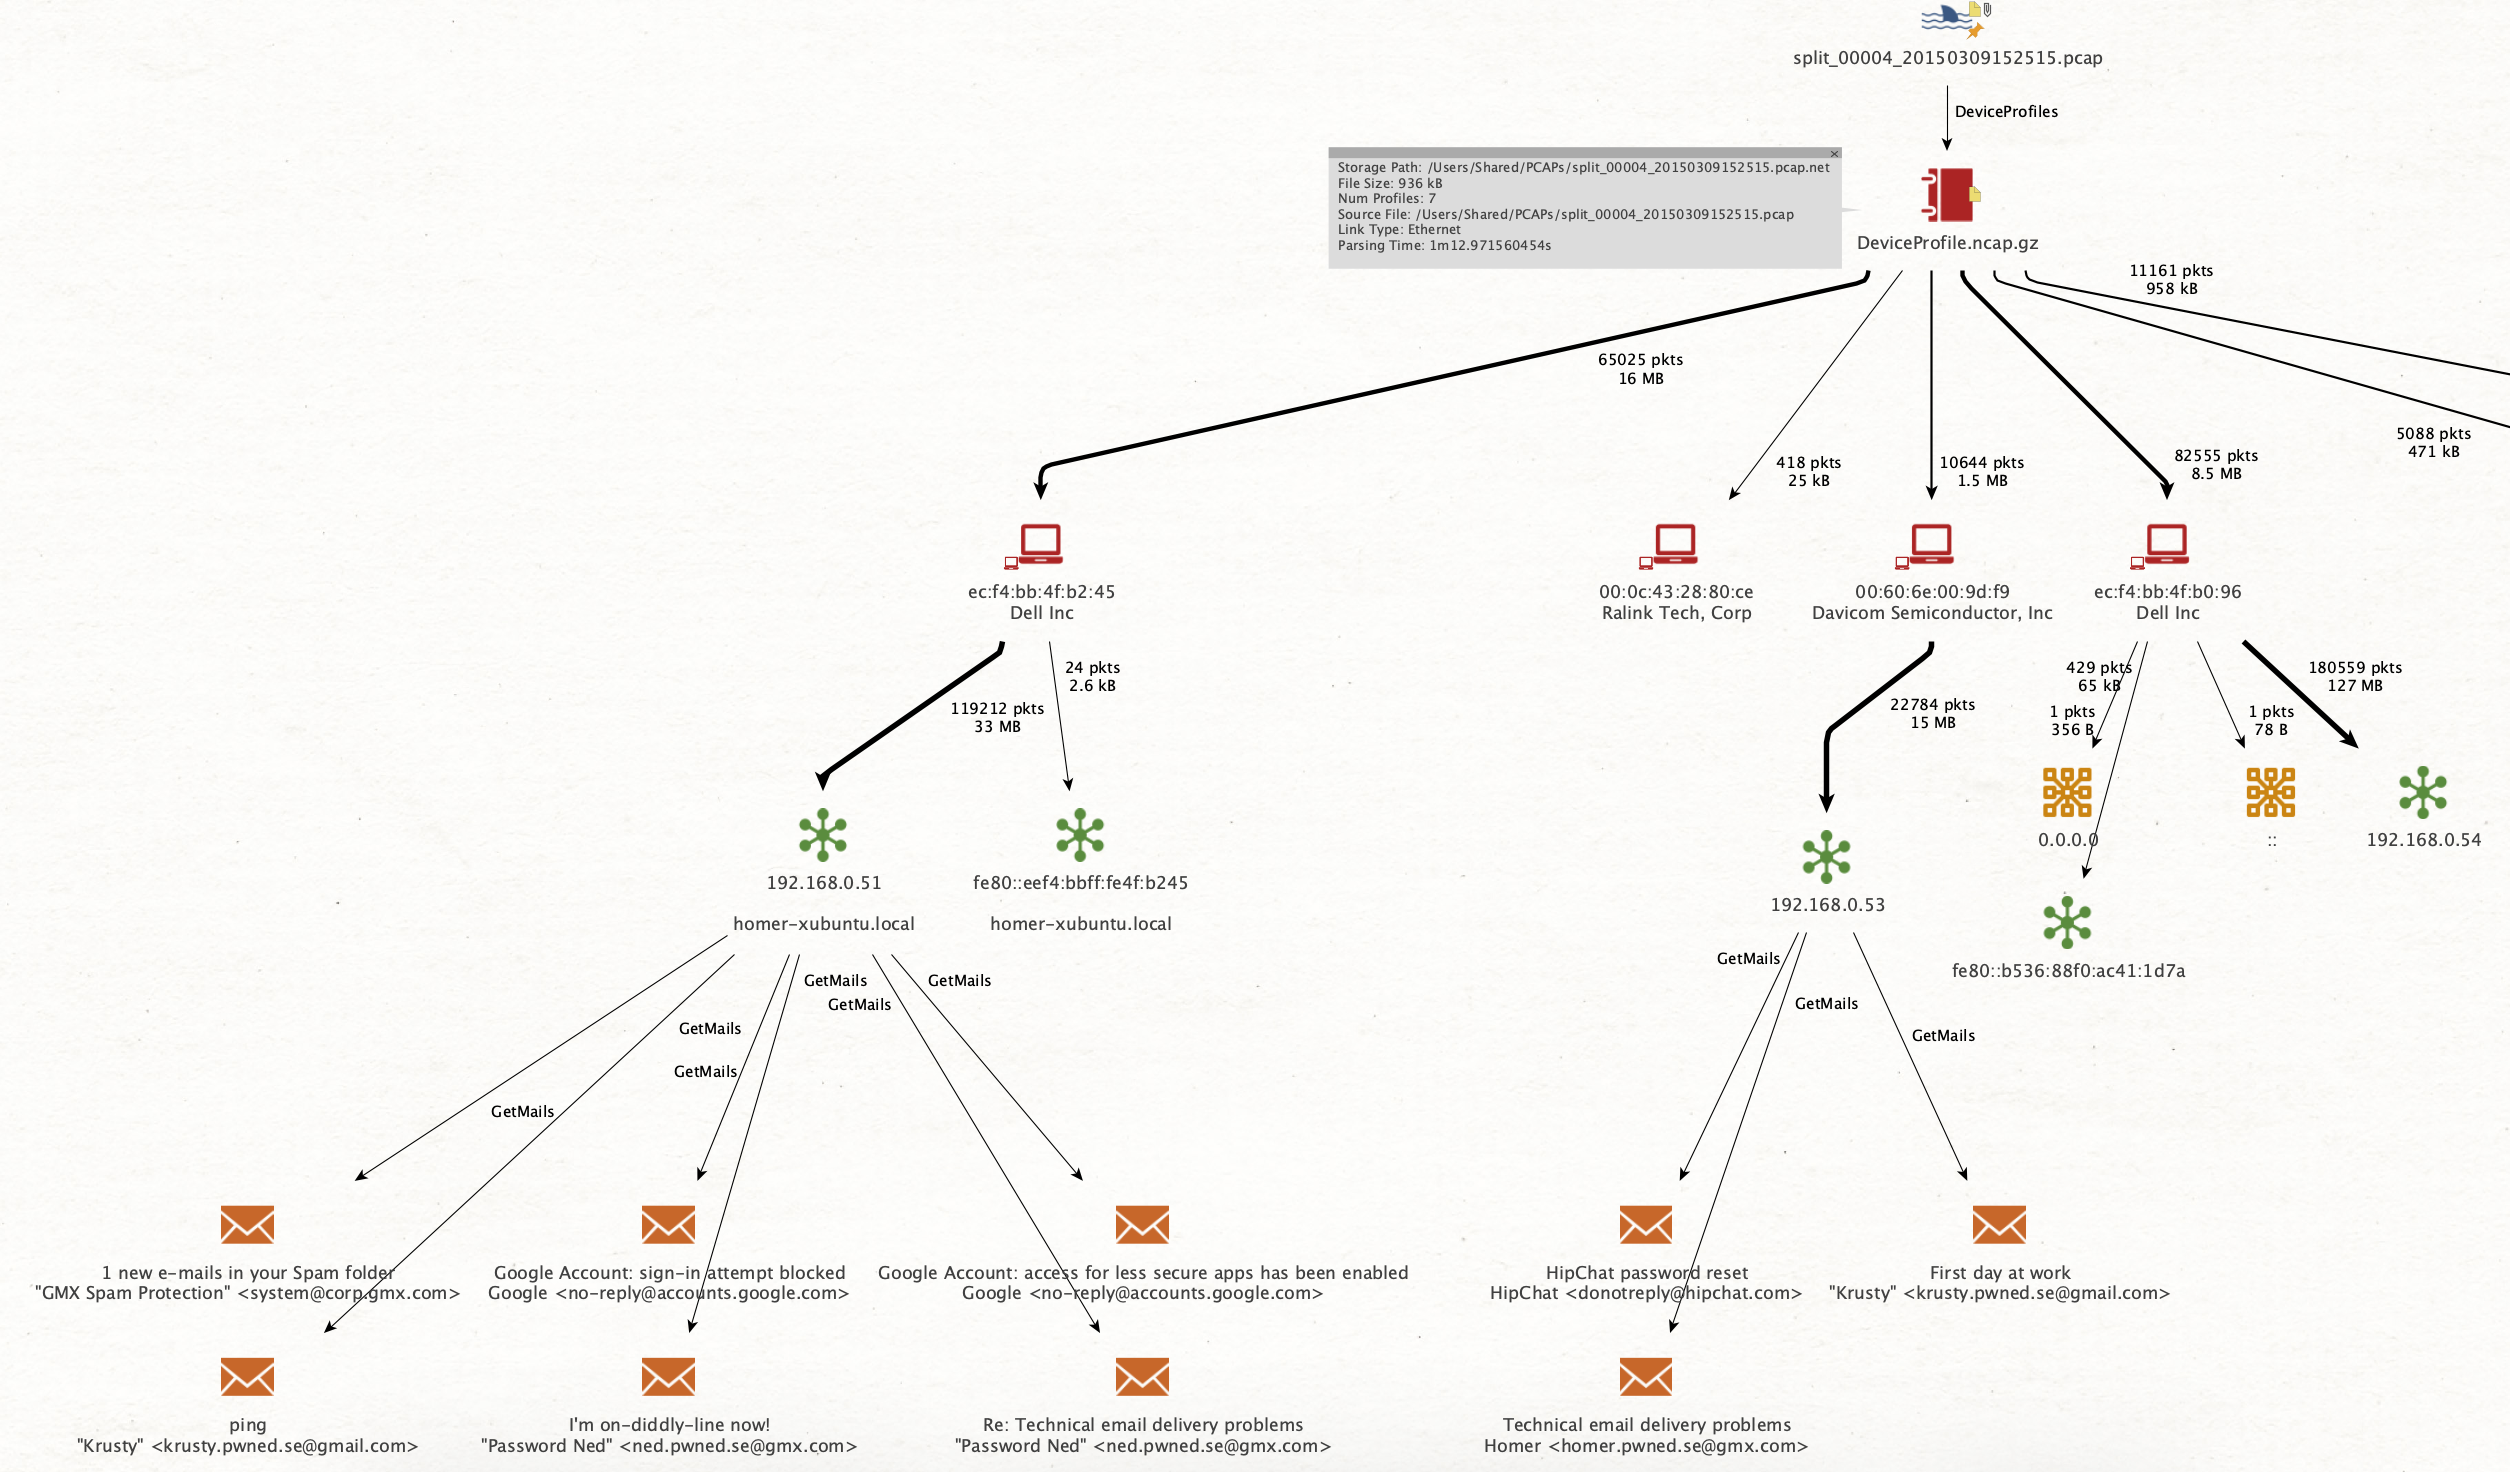 split_00004_20150309152515.pcap
DeviceProfiles
Storage Path: /Users/Shared/PCAPs/split_00004_20150309152515.pcap.net
File Size: 936 kB
Num Profiles: 7
Source File: /Users/Shared/PCAPs/split_00004_20150309152515.pcap
Link Type: Ethernet
Parsing Time: 1m12.971560454s
DeviceProfile.ncap.gz
11161 pkts
958 kB
65025 pkts
16 MB
5088 pkts
471 kB
418 pkts
25 kB
10644 pkts
1.5 MB
82555 pkts
8.5 MB
ec:f4:bb:4f:b2:45
Dell Inc
00:0c:43:28:80:ce
Ralink Tech, Corp
00:60:6e:00:9d:f9
Davicom Semiconductor, Inc
ec:f4:bb:4f:b0:96
Dell Inc
24 pkts
2.6 kB
119212 pkts
33 MB
22784 pkts
15 MB
429 pkts
65 kB
1 pkts
356 B
1 pkts
78 B
180559 pkts
127 MB
0.0.0.0
::
192.168.0.54
192.168.0.51
homer-xubuntu.local
fe80::eef4:bbff:fe4f:b245
homer-xubuntu.local
192.168.0.53
fe80::b536:88f0:ac41:1d7a
GetMails
GetMails
GetMails
GetMails
GetMails
GetMails
GetMails
GetMails
GetMails
1 new e-mails in your Spam folder
"GMX Spam Protection" <system@corp.gmx.com>
Google Account: sign-in attempt blocked
Google <no-reply@accounts.google.com>
Google Account: access for less secure apps has been enabled
Google <no-reply@accounts.google.com>
HipChat password reset
HipChat <donotreply@hipchat.com>
First day at work
"Krusty" <krusty.pwned.se@gmail.com>
ping
"Krusty" <krusty.pwned.se@gmail.com>
I'm on-diddly-line now!
"Password Ned" <ned.pwned.se@gmx.com>
Re: Technical email delivery problems
"Password Ned" <ned.pwned.se@gmx.com>
Technical email delivery problems
Homer <homer.pwned.se@gmx.com>